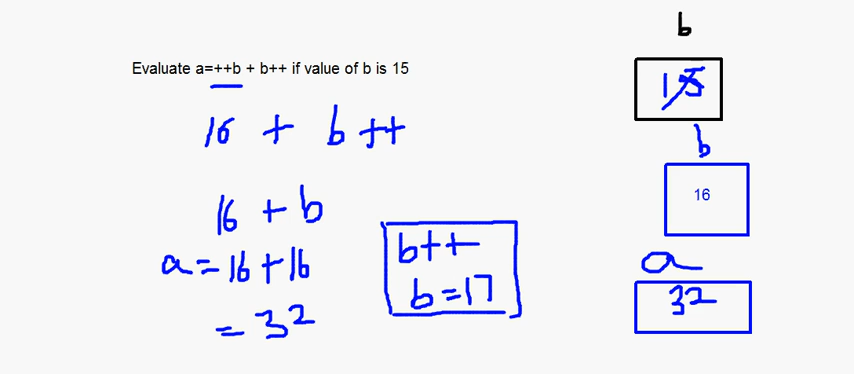 b
Evaluate a=++b + b++ if value of b is 15
15
16 + b++
b
16 + b
16
b++
a = 16 + 16
a
b = 17
= 32
32